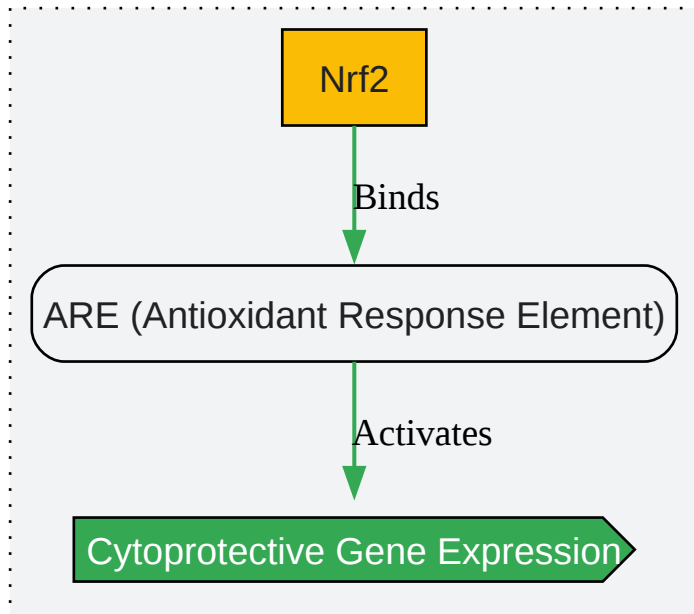 Nrf2
Binds
ARE (Antioxidant Response Element)
Activates
Cytoprotective Gene Expression